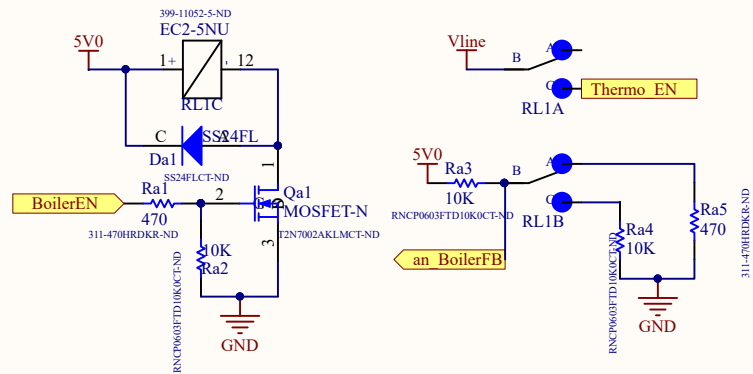 399-11052-5-ND
EC2-5NU
5V0
1
+
-
12
RL1C
C
A
SS24FL
Da1
SS24FLCT-ND
1
BoilerEN
Ra1
470
311-470HRDKR-ND
2
G
D
Qa1
MOSFET-N
T2N7002AKLMCT-ND
3
10K
Ra2
RNCP0603FTD10K0CT-ND
GND
Vline
B
A
C
Thermo_EN
RL1A
5V0
Ra3
10K
RNCP0603FTD10K0CT-ND
B
A
C
RL1B
an_BoilerFB
Ra4
10K
RNCP0603FTD10K0CT-ND
Ra5
470
311-470HRDKR-ND
GND